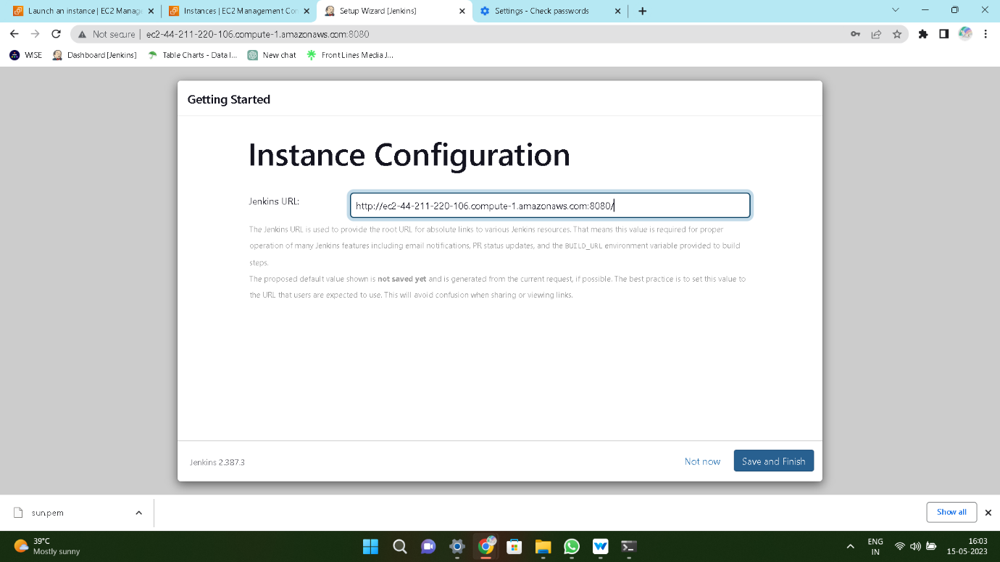 Launch an instance | EC2 Manag
Instances | EC2 Management Con
Setup Wizard [Jenkins]
Settings - Check passwords
Not secure | ec2-44-211-220-106.compute-1.amazonaws.com:8080
WISE
Dashboard [Jenkins]
Table Charts - Data I...
New chat
Front Lines Media J...
Getting Started
Instance Configuration
Jenkins URL:
http://ec2-44-211-220-106.compute-1.amazonaws.com:8080/
The Jenkins URL is used to provide the root URL for absolute links to various Jenkins resources. That means this value is required for proper
operation of many Jenkins features including email notifications, PR status updates, and the BUILD_URL environment variable provided to build
steps.
The proposed default value shown is not saved yet and is generated from the current request, if possible. The best practice is to set this value to
the URL that users are expected to use. This will avoid confusion when sharing or viewing links.
Jenkins 2.387.3
Not now
Save and Finish
sun.pem
Show all
39°C
Mostly sunny
ENG
IN
16:03
15-05-2023